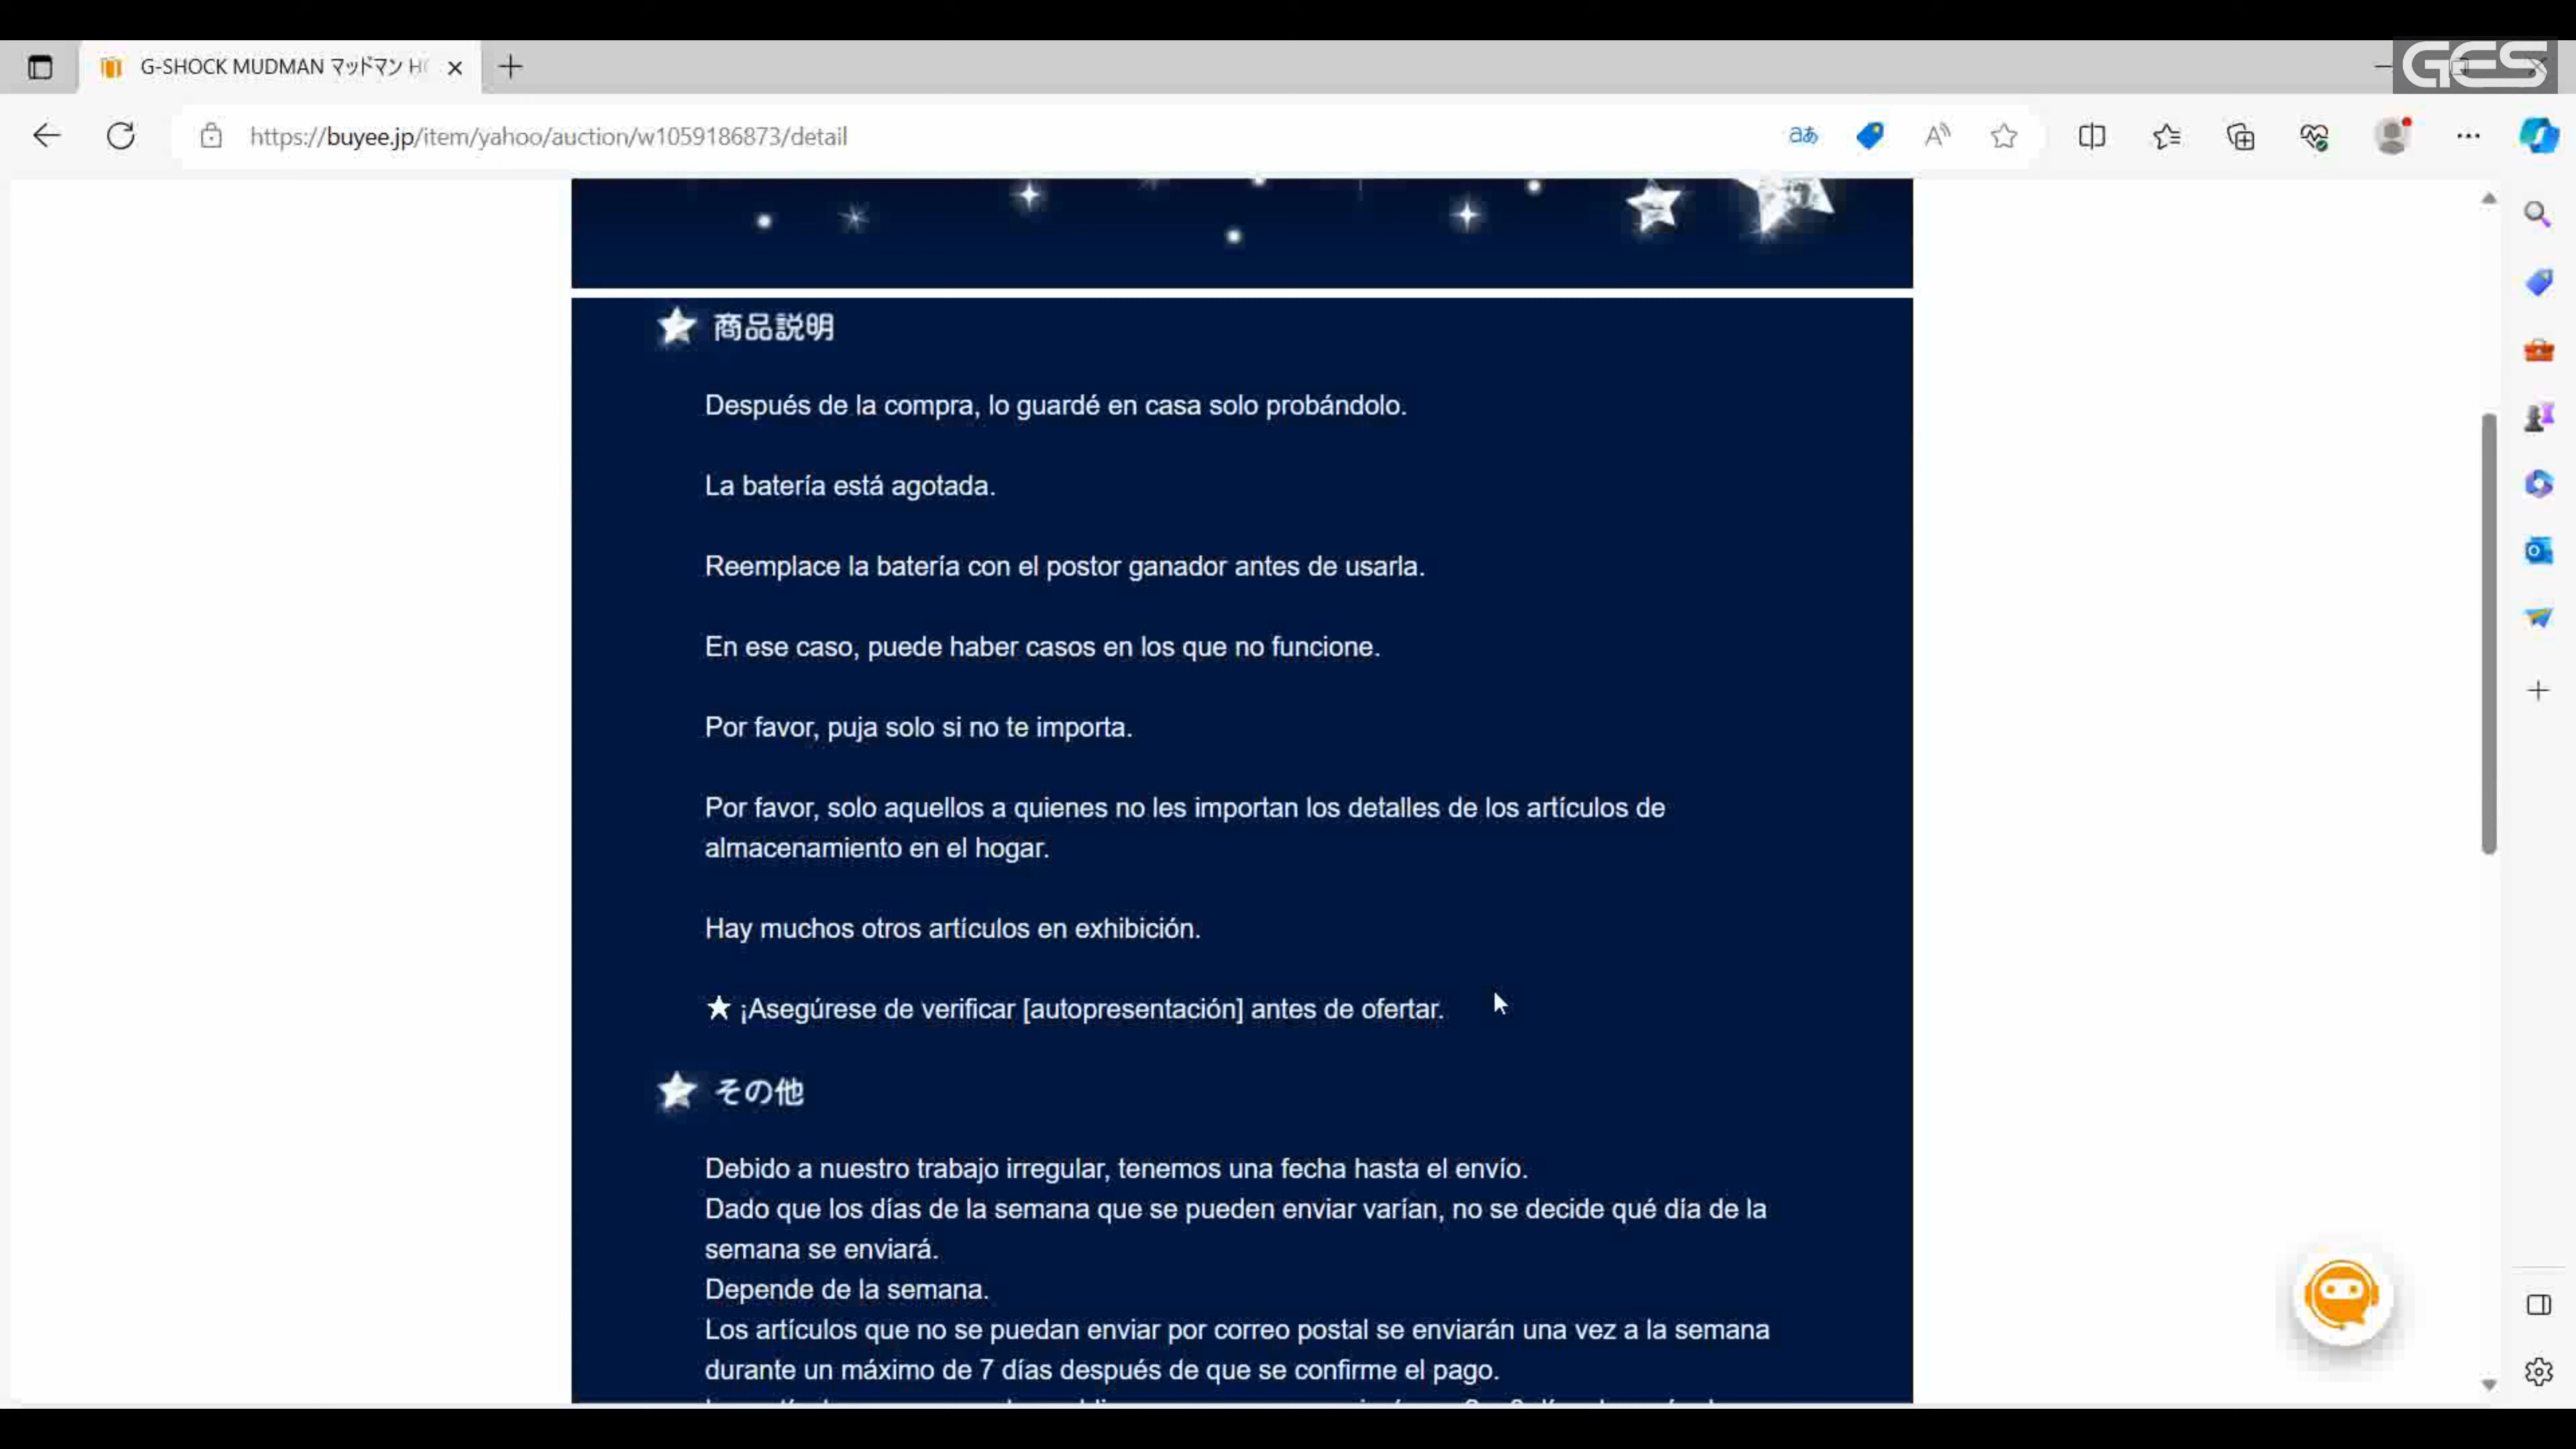 GES
G-SHOCK MUDMAN マッドマン H
https://buyee.jp/item/yahoo/auction/w1059186873/detail
商品説明
Después de la compra, lo guardé en casa solo probándolo.
La batería está agotada.
Reemplace la batería con el postor ganador antes de usarla.
En ese caso, puede haber casos en los que no funcione.
Por favor, puja solo si no te importa.
Por favor, solo aquellos a quienes no les importan los detalles de los artículos de
almacenamiento en el hogar.
Hay muchos otros artículos en exhibición.
★ ¡Asegúrese de verificar [autopresentación] antes de ofertar.
その他
Debido a nuestro trabajo irregular, tenemos una fecha hasta el envío.
Dado que los días de la semana que se pueden enviar varían, no se decide qué día de la
semana se enviará.
Depende de la semana.
Los artículos que no se puedan enviar por correo postal se enviarán una vez a la semana
durante un máximo de 7 días después de que se confirme el pago.